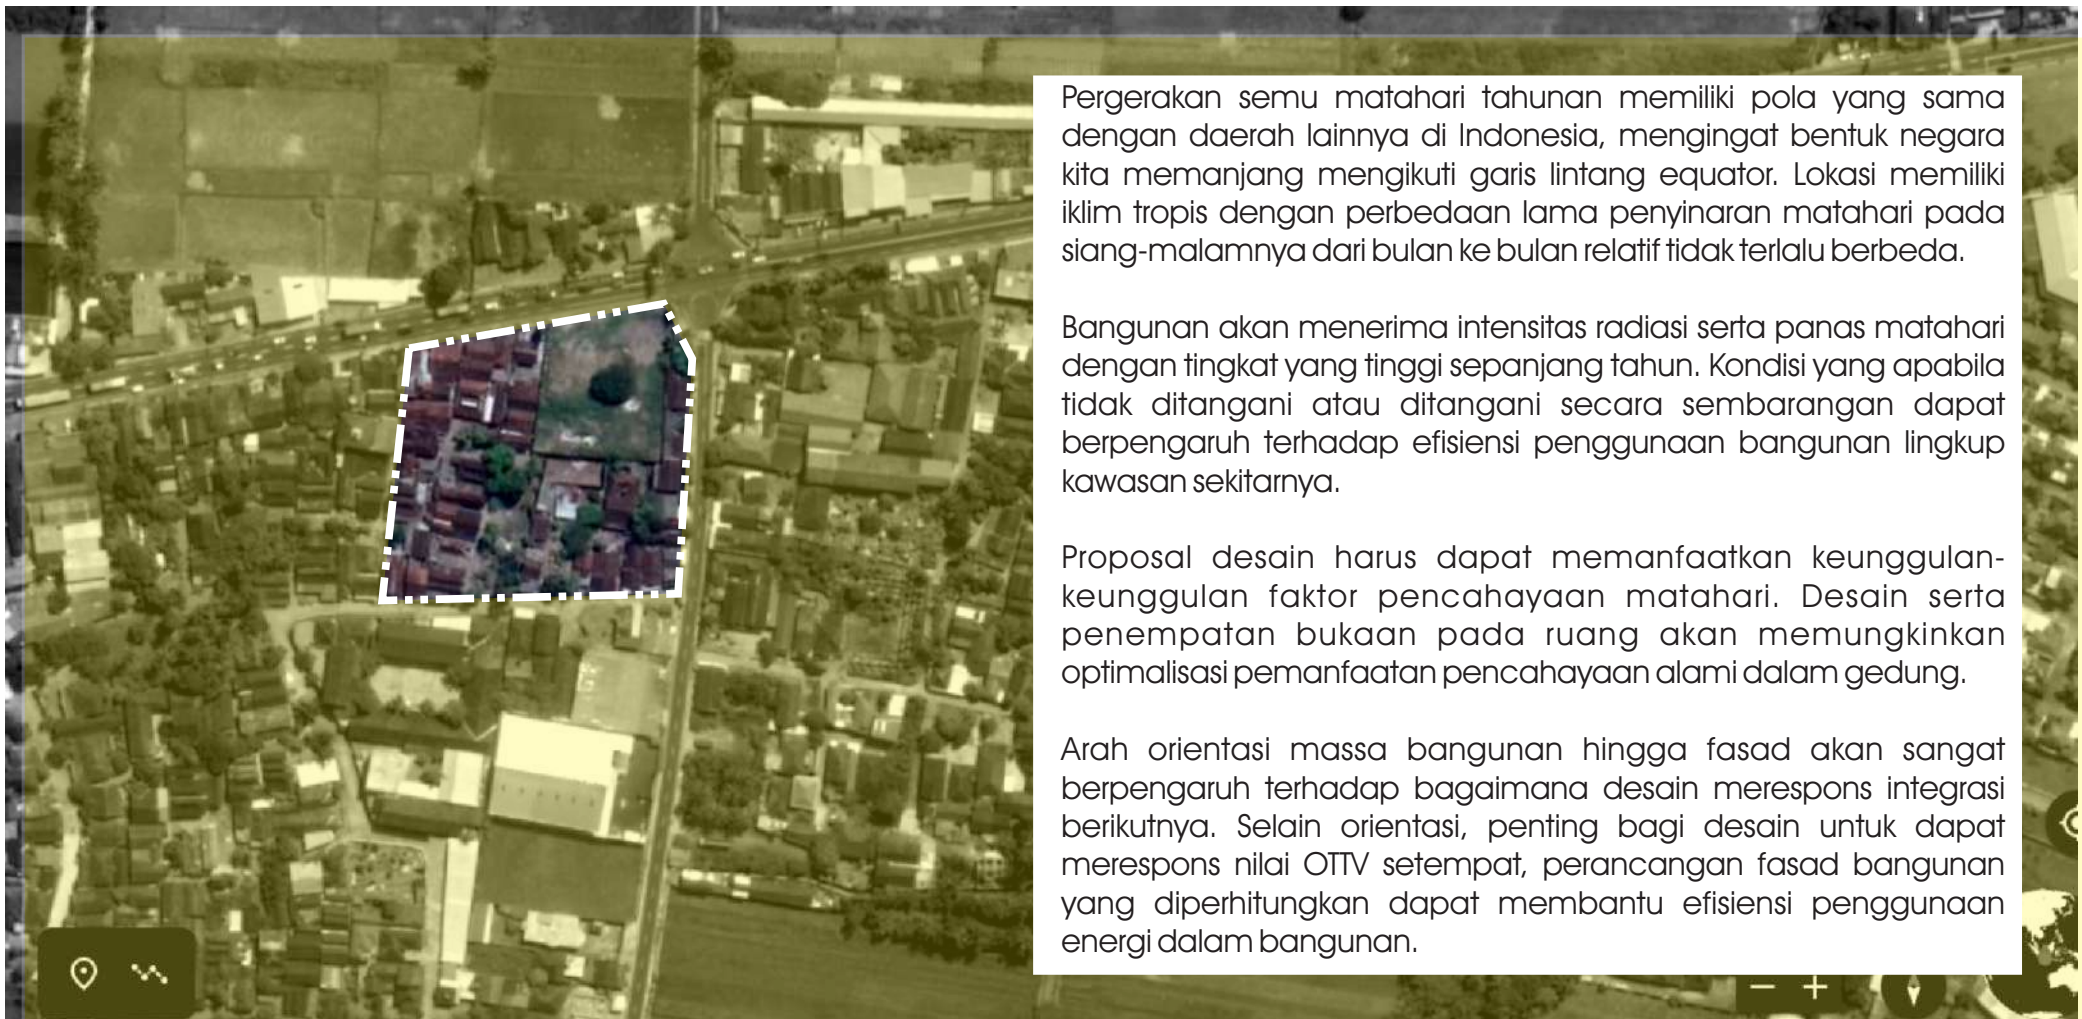 Pergerakan semu matahari tahunan memiliki pola yang sama
dengan daerah lainnya di Indonesia, mengingat bentuk negara
kita memanjang mengikuti garis lintang equator. Lokasi memiliki
iklim tropis dengan perbedaan lama penyinaran matahari pada
siang-malamnya dari bulan ke bulan relatif tidak terlalu berbeda.
Bangunan akan menerima intensitas radiasi serta panas matahari
dengan tingkat yang tinggi sepanjang tahun. Kondisi yang apabila
tidak ditangani atau ditangani secara sembarangan dapat
berpengaruh terhadap efisiensi penggunaan bangunan lingkup
kawasan sekitarnya.
Proposal desain harus dapat memanfaatkan keunggulan-
keunggulan faktor pencahayaan matahari. Desain serta
penempatan bukaan pada ruang akan memungkinkan
optimalisasi pemanfaatan pencahayaan alami dalam gedung.
Arah orientasi massa bangunan hingga fasad akan sangat
berpengaruh terhadap bagaimana desain merespons integrasi
berikutnya. Selain orientasi, penting bagi desain untuk dapat
merespons nilai OTTV setempat, perancangan fasad bangunan
yang diperhitungkan dapat membantu efisiensi penggunaan
energi dalam bangunan.